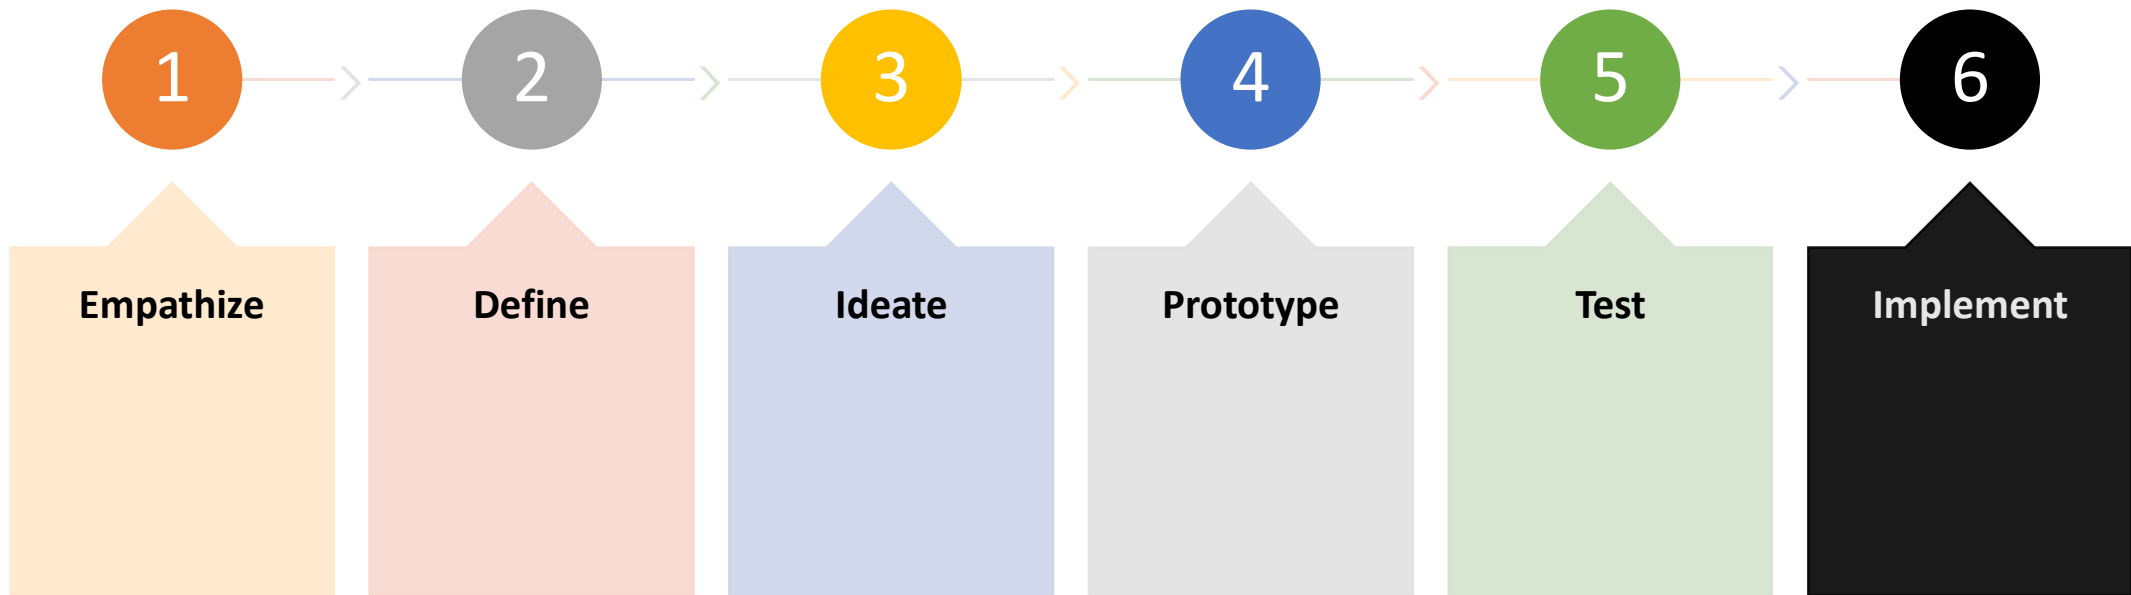 1
2
3
4
5
6
Empathize
Define
Ideate
Prototype
Test
Implement